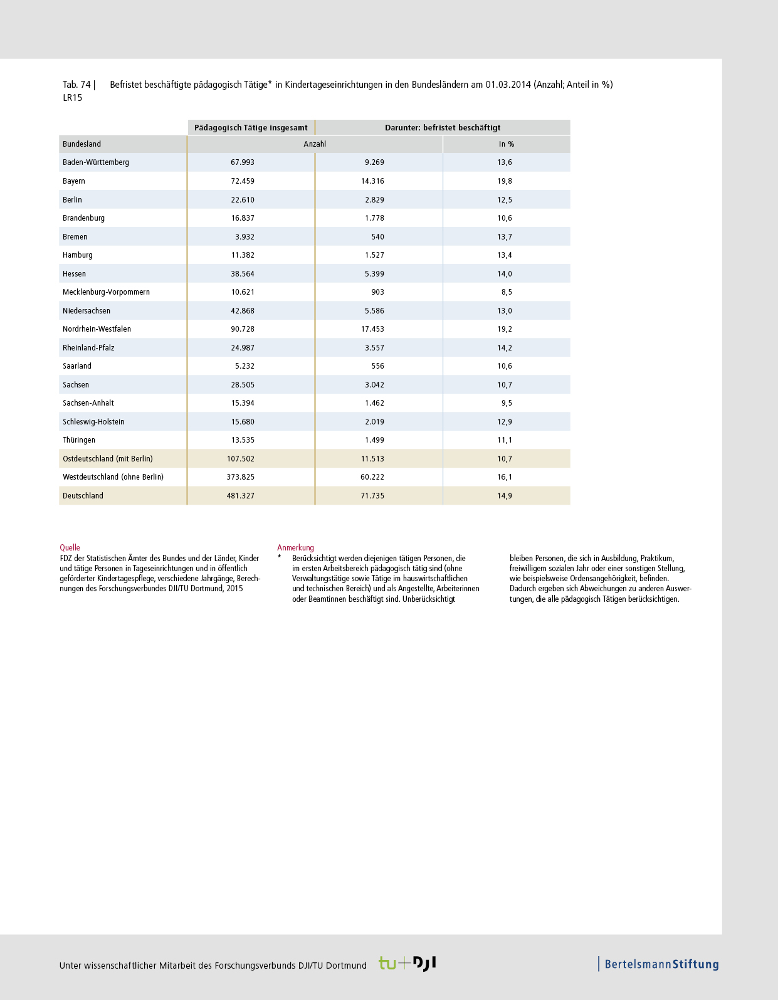 Tab. 74 | Befristet beschäftigte pädagogisch Tätige* in Kindertageseinrichtungen in den Bundesländern am 01.03.2014 (Anzahl; Anteil in %)
LR15
Pädagogisch Tätige insgesamt Darunter: befristet beschäftigt
Bundesland Anzahl In %
Baden-Württemberg 67.993 9.269 13,6
Bayern 72.459 14.316 19,8
Berlin 22.610 2.829 12,5
Brandenburg 16.837 1.778 10,6
Bremen 3.932 540 13,7
Hamburg 11.382 1.527 13,4
Hessen 38.564 5.399 14,0
Mecklenburg-Vorpommern 10.621 903 8,5
Niedersachsen 42.868 5.586 13,0
Nordrhein-Westfalen 90.728 17.453 19,2
Rheinland-Pfalz 24.987 3.557 14,2
Saarland 5.232 556 10,6
Sachsen 28.505 3.042 10,7
Sachsen-Anhalt 15.394 1.462 9,5
Schleswig-Holstein 15.680 2.019 12,9
Thüringen 13.535 1.499 11,1
Ostdeutschland (mit Berlin) 107.502 11.513 10,7
Westdeutschland (ohne Berlin) 373.825 60.222 16,1
Deutschland 481.327 71.735 14,9
Quelle
FDZ der Statistischen Ämter des Bundes und der Länder, Kinder
und tätige Personen in Tageseinrichtungen und in öffentlich
geförderter Kindertagespflege, verschiedene Jahrgänge, Berech-
nungen des Forschungsverbundes DJI/TU Dortmund, 2015
Anmerkung
* Berücksichtigt werden diejenigen tätigen Personen, die
im ersten Arbeitsbereich pädagogisch tätig sind (ohne
Verwaltungstätige sowie Tätige im hauswirtschaftlichen
und technischen Bereich) und als Angestellte, Arbeiterinnen
oder Beamtinnen beschäftigt sind. Unberücksichtigt
bleiben Personen, die sich in Ausbildung, Praktikum,
freiwilligem sozialen Jahr oder einer sonstigen Stellung,
wie beispielsweise Ordensangehörigkeit, befinden.
Dadurch ergeben sich Abweichungen zu anderen Auswer-
tungen, die alle pädagogisch Tätigen berücksichtigen.
Unter wissenschaftlicher Mitarbeit des Forschungsverbunds DJI/TU Dortmund tu+DJI
BertelsmannStiftung